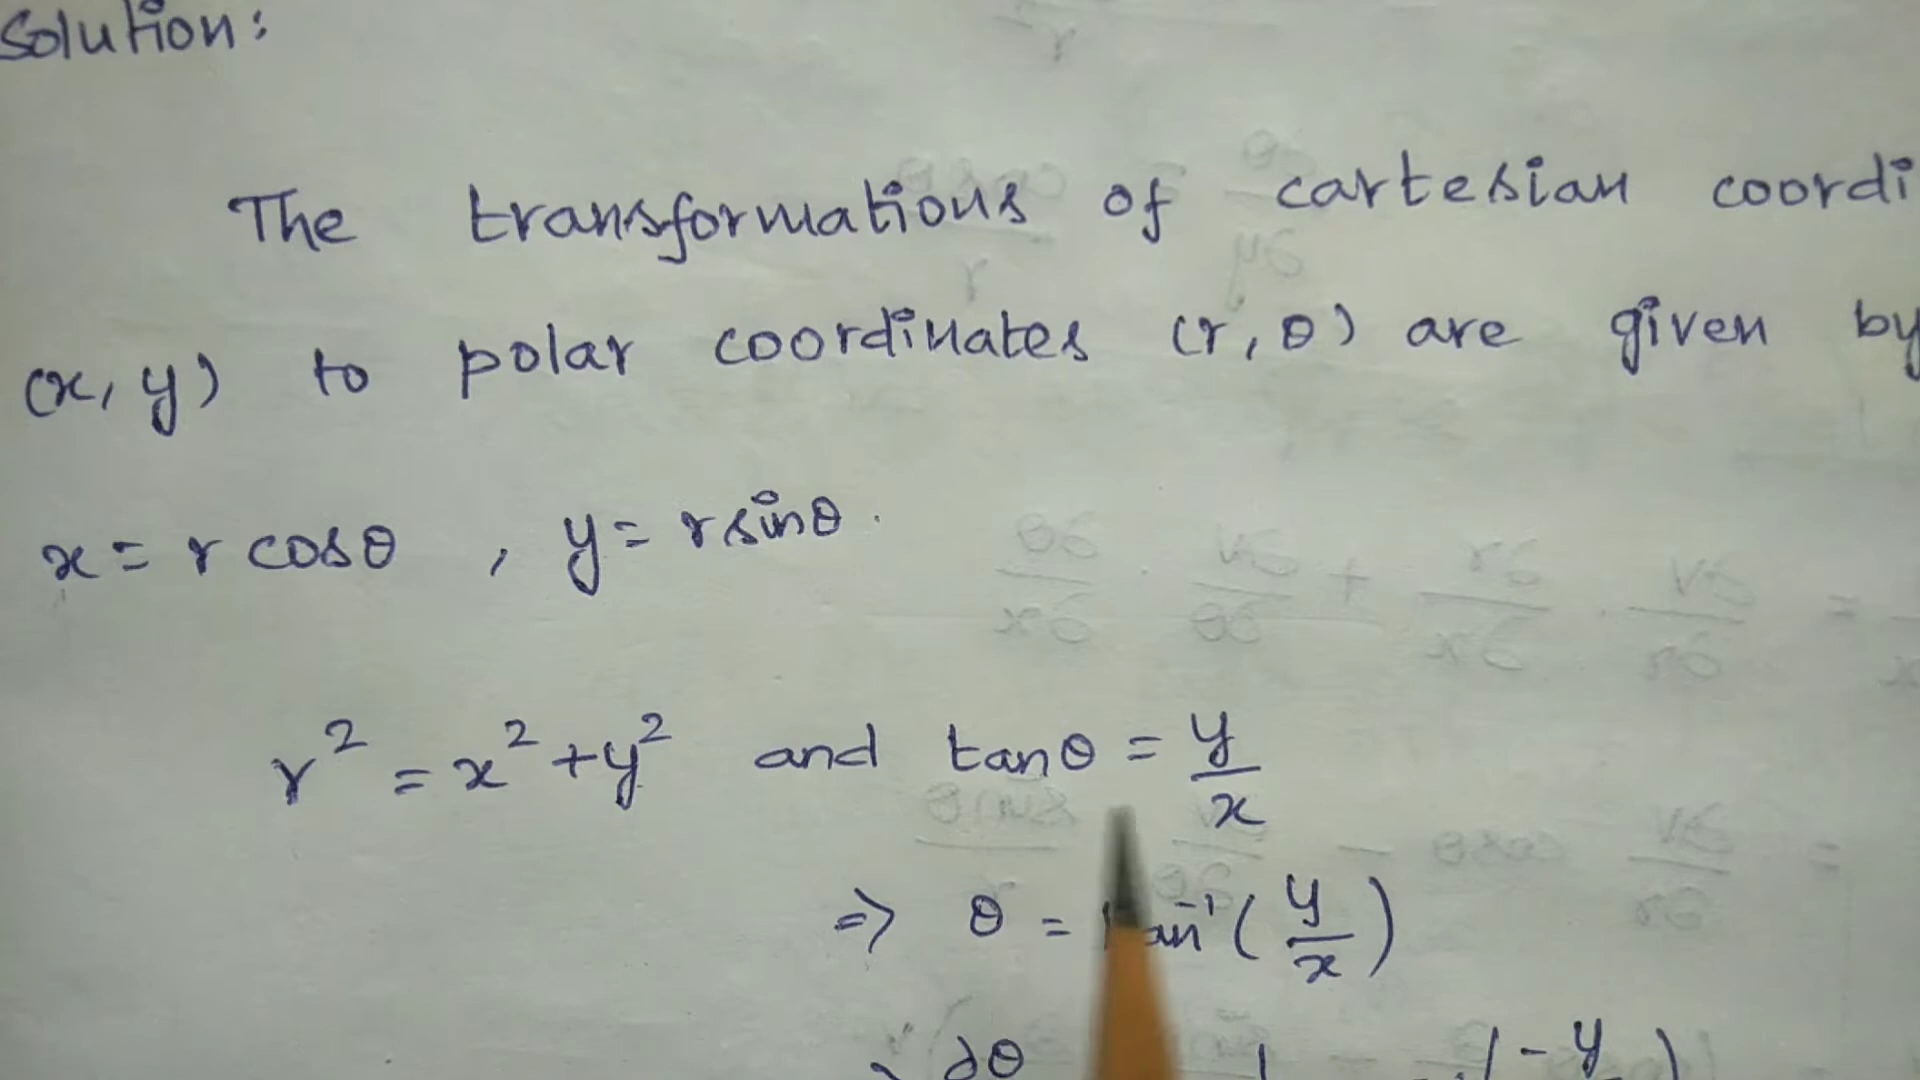 Solution:
The transformations of cartesian coordi
(x, y) to polar coordinates (r, θ) are given by
x = r cosθ , y = r sinθ.
r² = x² + y² and tanθ = y/x
⇒ θ = tan⁻¹(y/x)
∂θ (-y